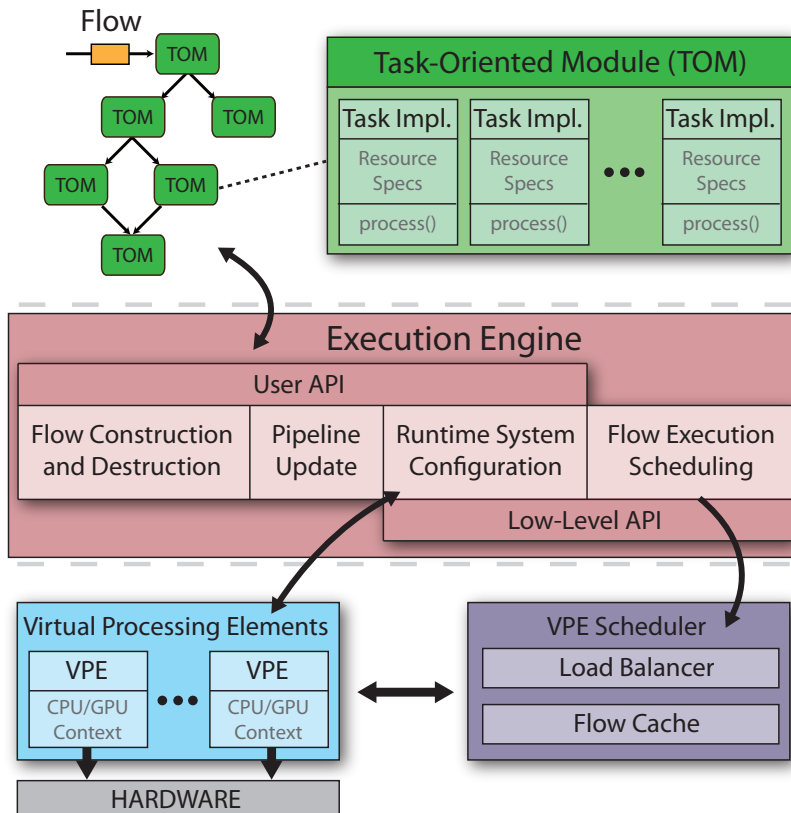 Flow
TOM
TOM
TOM
TOM
TOM
TOM
Task-Oriented Module (TOM)
Task Impl.
Resource
Specs
process()
Task Impl.
Resource
Specs
process()
Task Impl.
Resource
Specs
process()
Execution Engine
User API
Flow Construction
and Destruction
Pipeline
Update
Runtime System
Configuration
Flow Execution
Scheduling
Low-Level API
Virtual Processing Elements
VPE
CPU/GPU
Context
VPE
CPU/GPU
Context
HARDWARE
VPE Scheduler
Load Balancer
Flow Cache